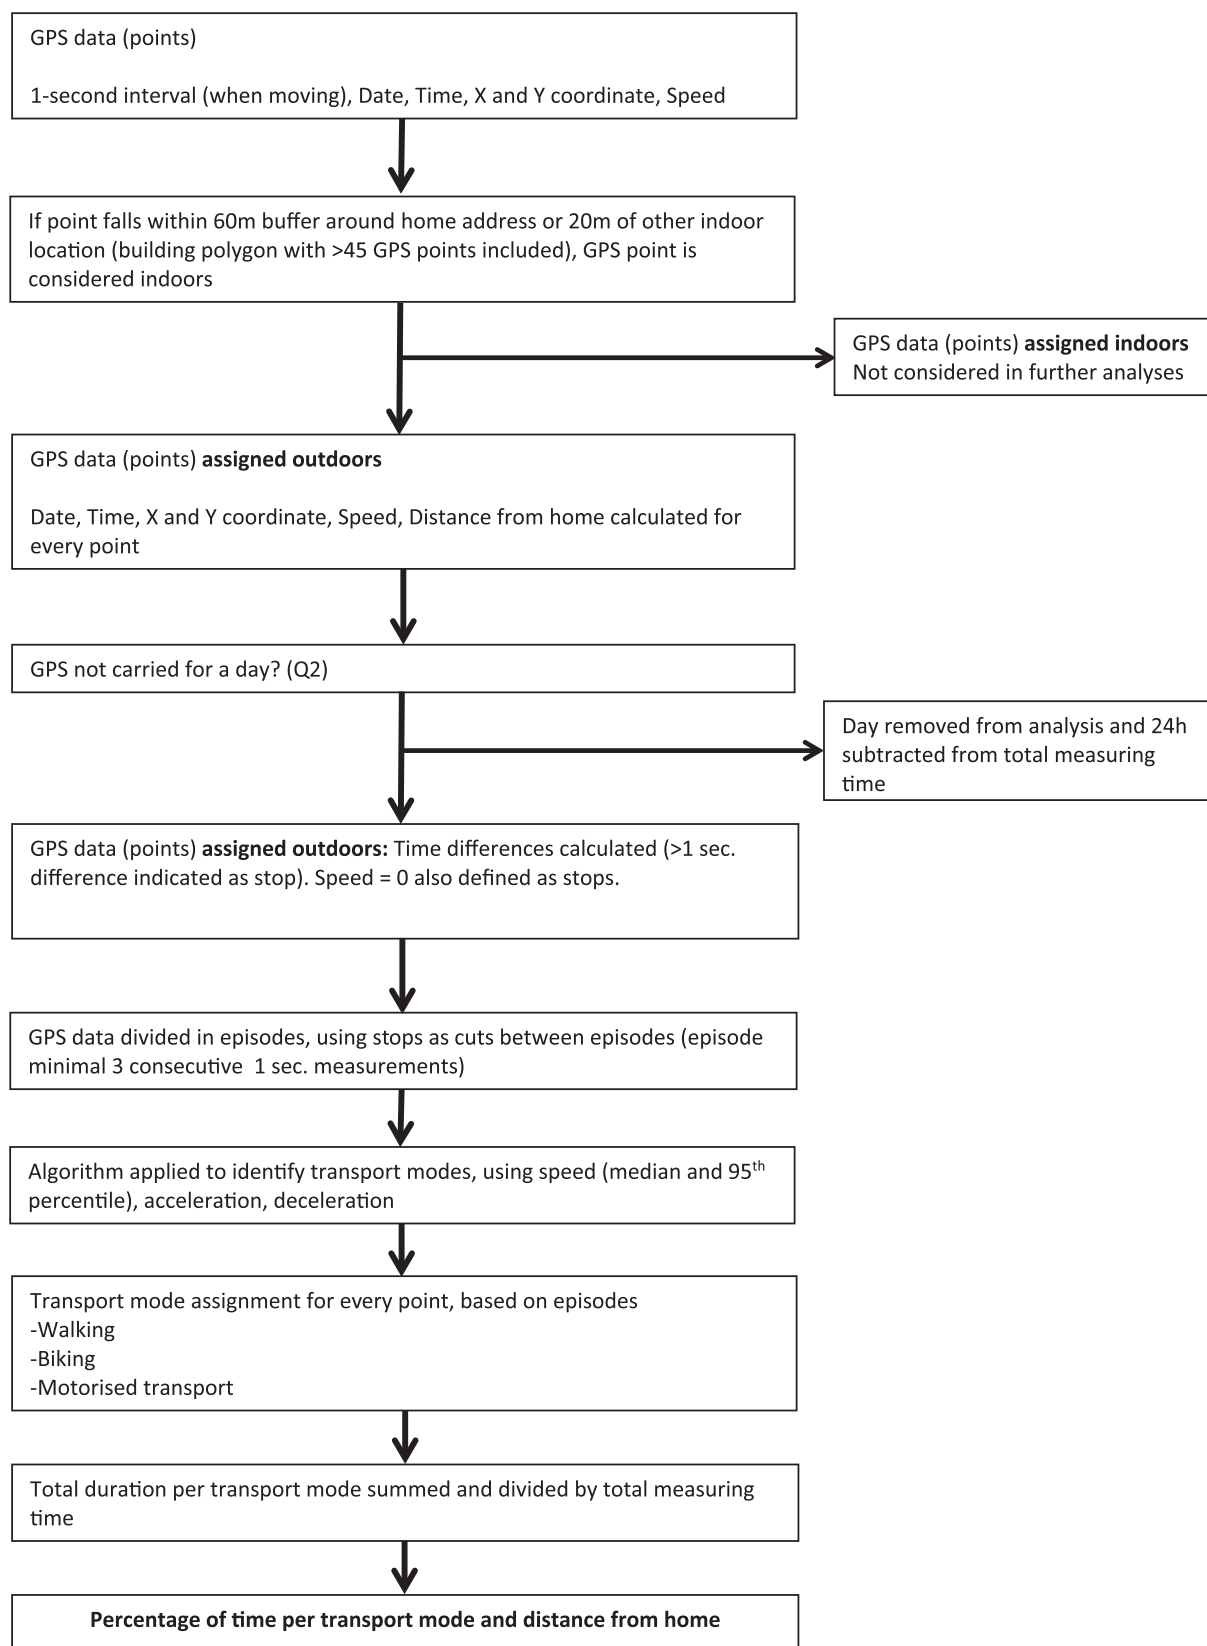 GPS data (points)
1-second interval (when moving), Date, Time, X and Y coordinate, Speed
If point falls within 60m buffer around home address or 20m of other indoor
location (building polygon with >45 GPS points included), GPS point is
considered indoors
GPS data (points) assigned indoors
Not considered in further analyses
GPS data (points) assigned outdoors
Date, Time, X and Y coordinate, Speed, Distance from home calculated for
every point
GPS not carried for a day? (Q2)
Day removed from analysis and 24h
subtracted from total measuring
time
GPS data (points) assigned outdoors: Time differences calculated (>1 sec.
difference indicated as stop). Speed = 0 also defined as stops.
GPS data divided in episodes, using stops as cuts between episodes (episode
minimal 3 consecutive 1 sec. measurements)
Algorithm applied to identify transport modes, using speed (median and 95th
percentile), acceleration, deceleration
Transport mode assignment for every point, based on episodes
-Walking
-Biking
-Motorised transport
Total duration per transport mode summed and divided by total measuring
time
Percentage of time per transport mode and distance from home